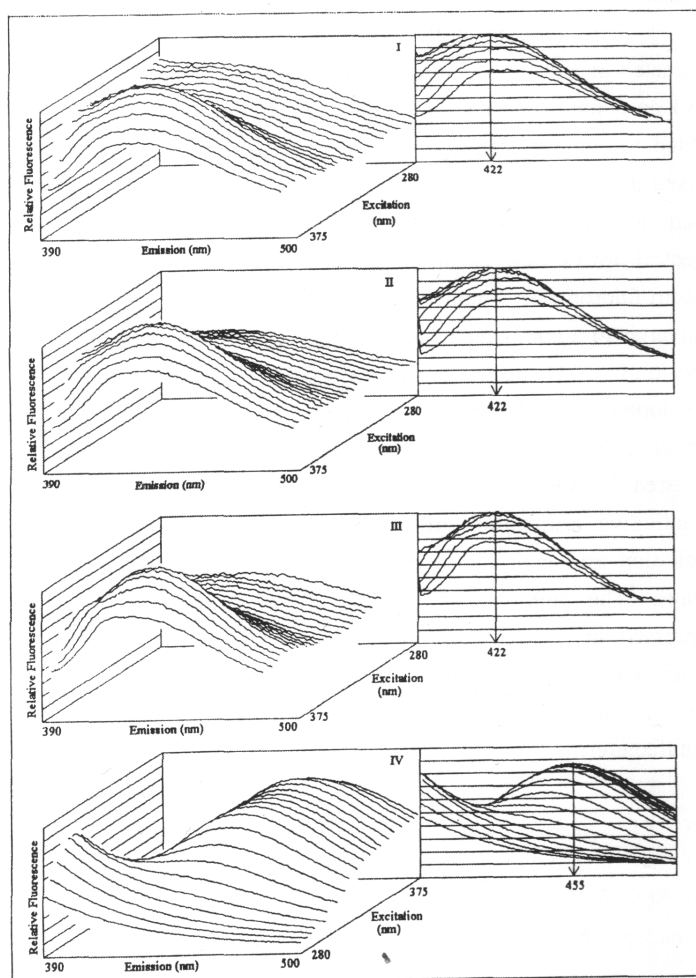 I
Relative Fluorescence
390
Emission (nm)
500
375
Excitation
(nm)
280
422
II
Relative Fluorescence
390
Emission (nm)
500
375
Excitation
(nm)
280
422
III
Relative Fluorescence
390
Emission (nm)
500
375
Excitation
(nm)
280
422
IV
Relative Fluorescence
390
Emission (nm)
500
280
Excitation
(nm)
375
455